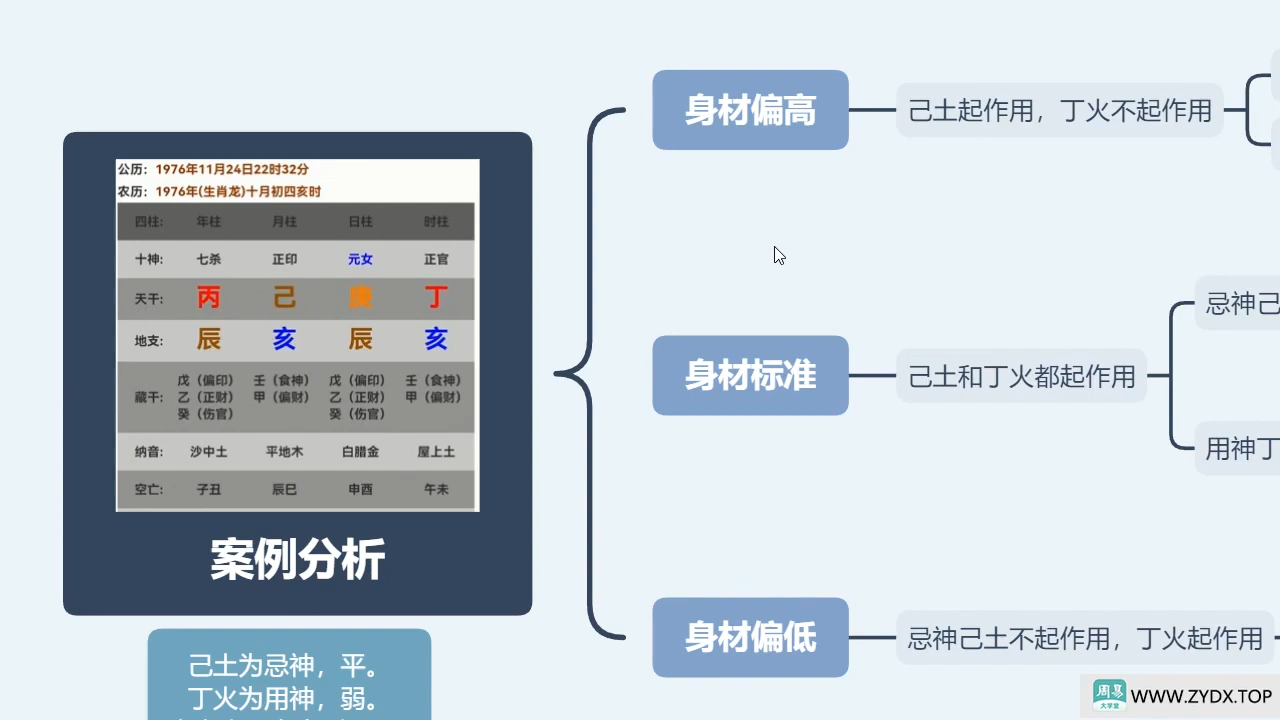 公历：1976年11月24日22时32分
农历：1976年(生肖龙)十月初四亥时
四柱: 年柱 月柱 日柱 时柱
十神: 七杀 正印 元女 正官
天干: 丙 己 庚 丁
地支: 辰 亥 辰 亥
藏干: 戊（偏印） 壬（食神） 戊（偏印） 壬（食神）
乙（正财） 甲（偏财） 乙（正财） 甲（偏财）
癸（伤官） 癸（伤官）
纳音: 沙中土 平地木 白腊金 屋上土
空亡: 子丑 辰巳 申酉 午未
案例分析
己土为忌神，平。
丁火为用神，弱。
身材偏高
己土起作用，丁火不起作用
身材标准
己土和丁火都起作用
忌神己
用神丁
身材偏低
忌神己土不起作用，丁火起作用
周易
大学堂
WWW.ZYDX.TOP